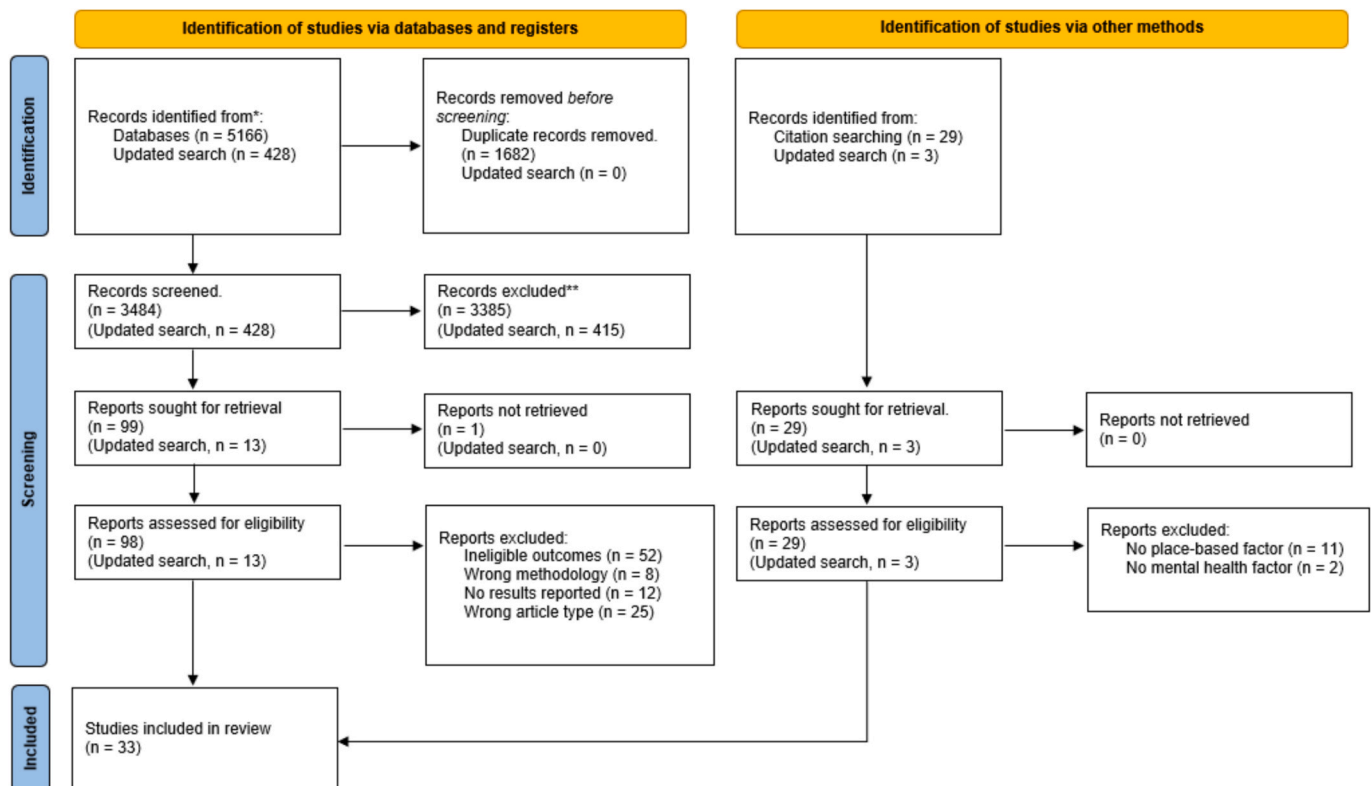 Identification of studies via databases and registers
Identification of studies via other methods
Identification
Records identified from*:
Databases (n = 5166)
Updated search (n = 428)
Records removed before
screening:
Duplicate records removed.
(n = 1682)
Updated search (n = 0)
Records identified from:
Citation searching (n = 29)
Updated search (n = 3)
Screening
Records screened.
(n = 3484)
(Updated search, n = 428)
Records excluded**
(n = 3385)
(Updated search, n = 415)
Reports sought for retrieval
(n = 99)
(Updated search, n = 13)
Reports not retrieved
(n = 1)
(Updated search, n = 0)
Reports sought for retrieval.
(n = 29)
(Updated search, n = 3)
Reports not retrieved
(n = 0)
Reports assessed for eligibility
(n = 98)
(Updated search, n = 13)
Reports excluded:
Ineligible outcomes (n = 52)
Wrong methodology (n = 8)
No results reported (n = 12)
Wrong article type (n = 25)
Reports assessed for eligibility
(n = 29)
(Updated search, n = 3)
Reports excluded:
No place-based factor (n = 11)
No mental health factor (n = 2)
Included
Studies included in review
(n = 33)